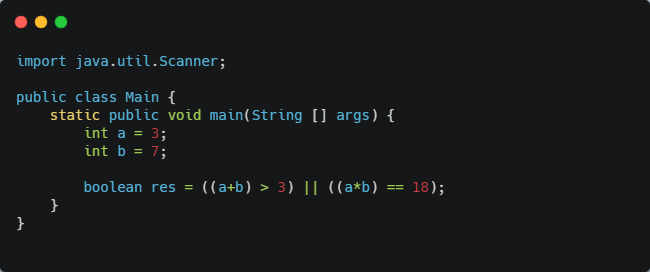 import java.util.Scanner;
public class Main {
static public void main(String [] args) {
int a = 3;
int b = 7;
boolean res = ((a+b) > 3) || ((a*b) == 18);
}
}